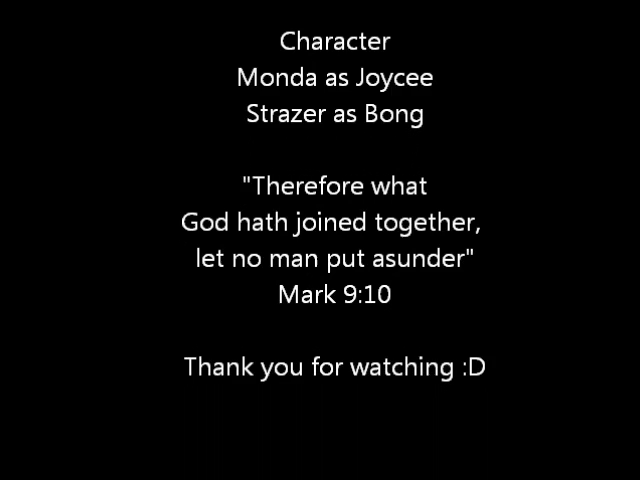 Character
Monda as Joycee
Strazer as Bong
"Therefore what
God hath joined together,
let no man put asunder"
Mark 9:10
Thank you for watching :D